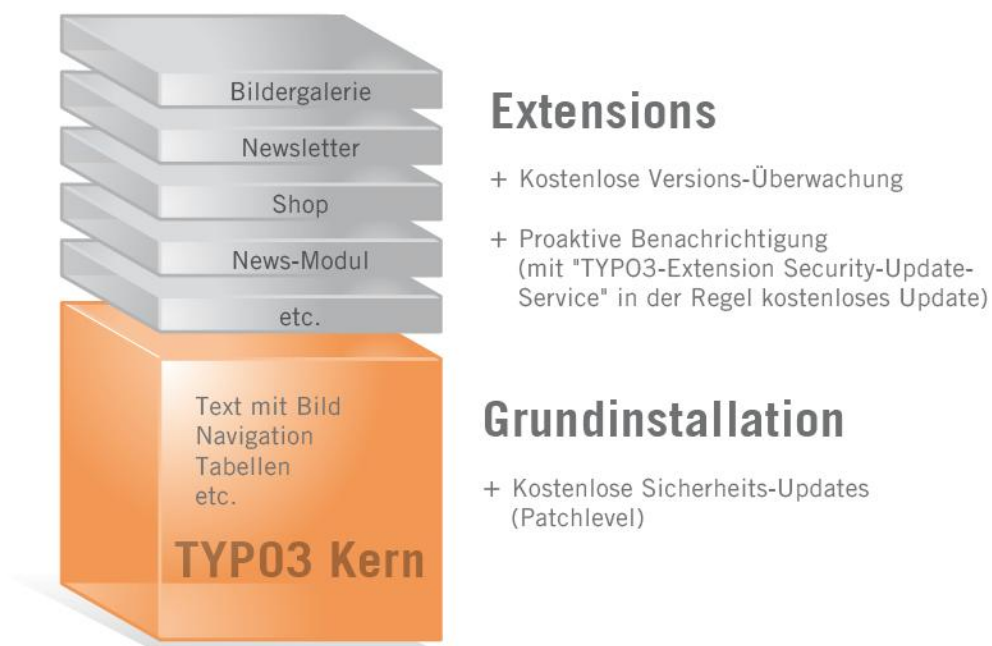 Bildergalerie
Newsletter
Shop
News-Modul
etc.
Extensions
+ Kostenlose Versions-Überwachung
+ Proaktive Benachrichtigung
(mit "TYPO3-Extension Security-Update-
Service" in der Regel kostenloses Update)
Text mit Bild
Navigation
Tabellen
etc.
TYPO3 Kern
Grundinstallation
+ Kostenlose Sicherheits-Updates
(Patchlevel)